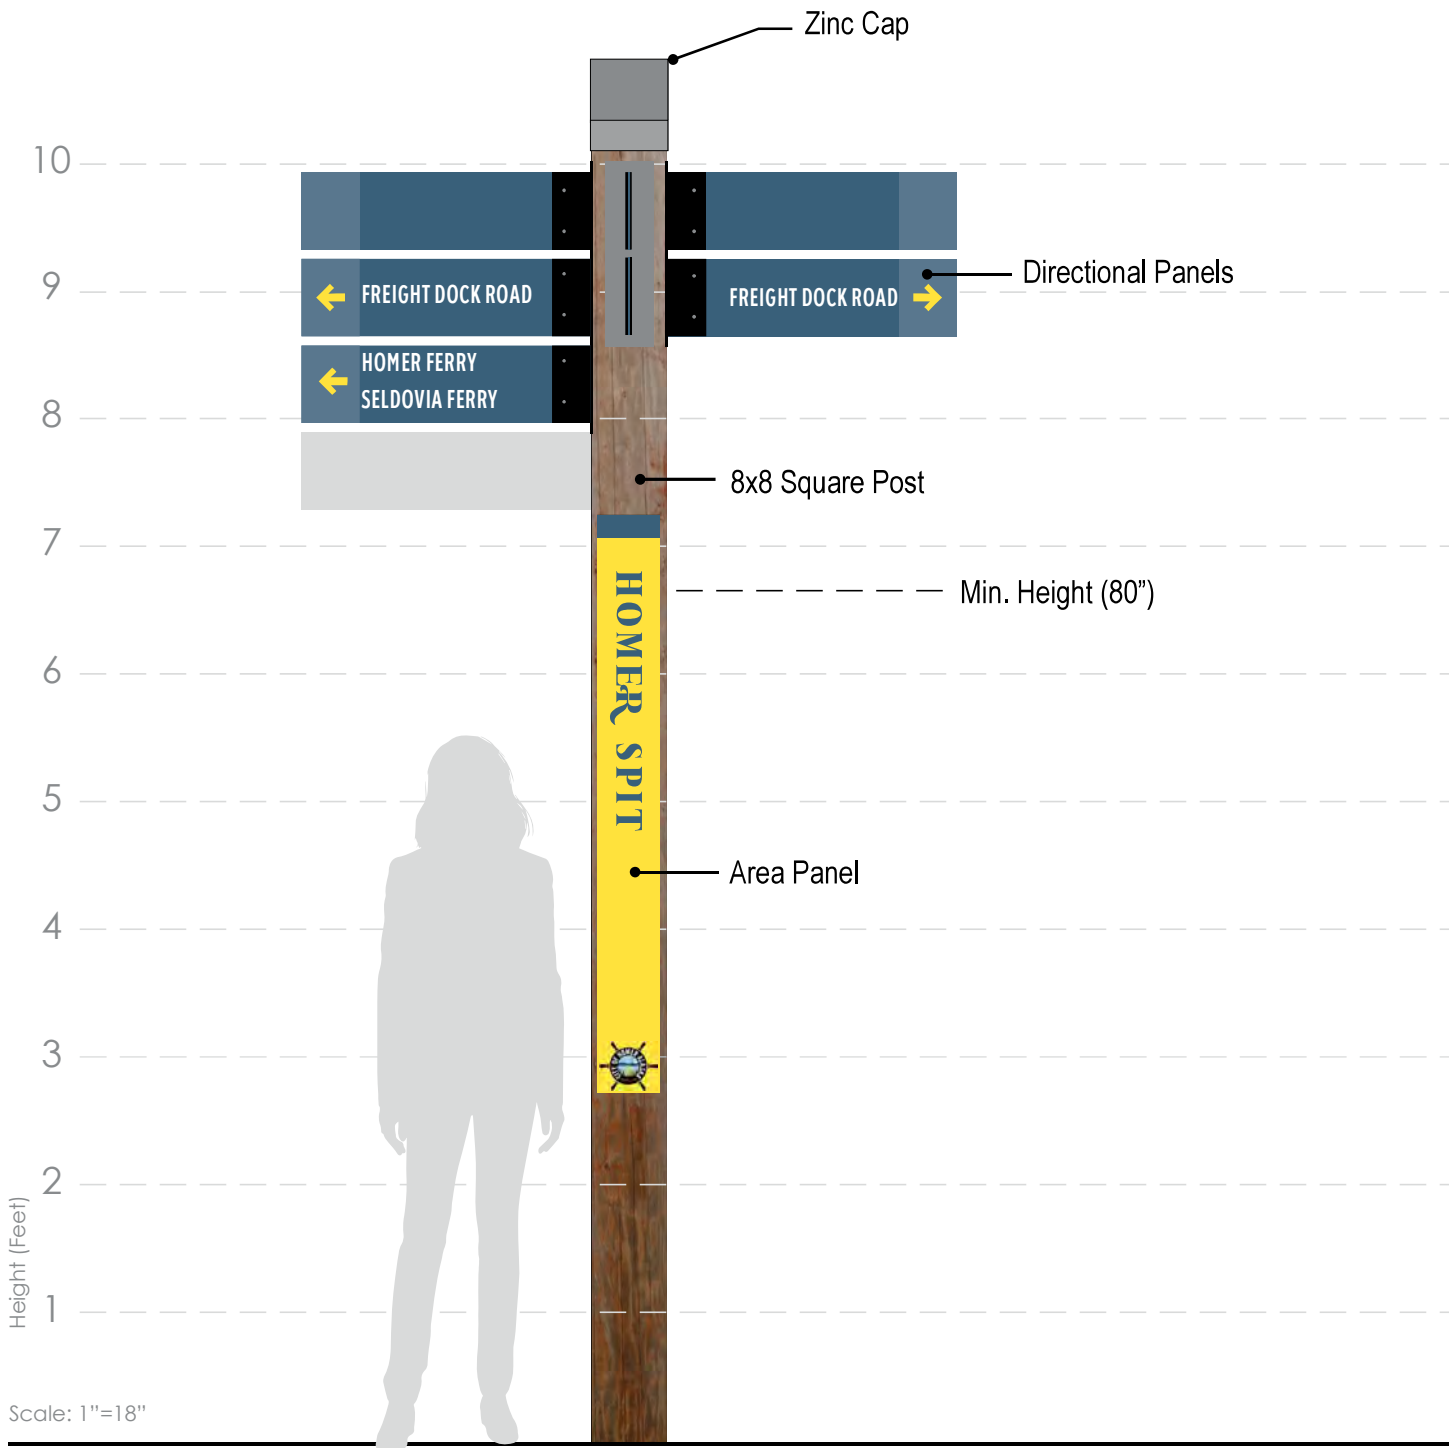 Zinc Cap
10
9
FREIGHT DOCK ROAD
FREIGHT DOCK ROAD
Directional Panels
HOMER FERRY
SELDOVIA FERRY
8
8x8 Square Post
7
Min. Height (80”)
HOMER SPIT
6
5
Area Panel
4
3
2
1
Height (Feet)
Scale: 1”=18”